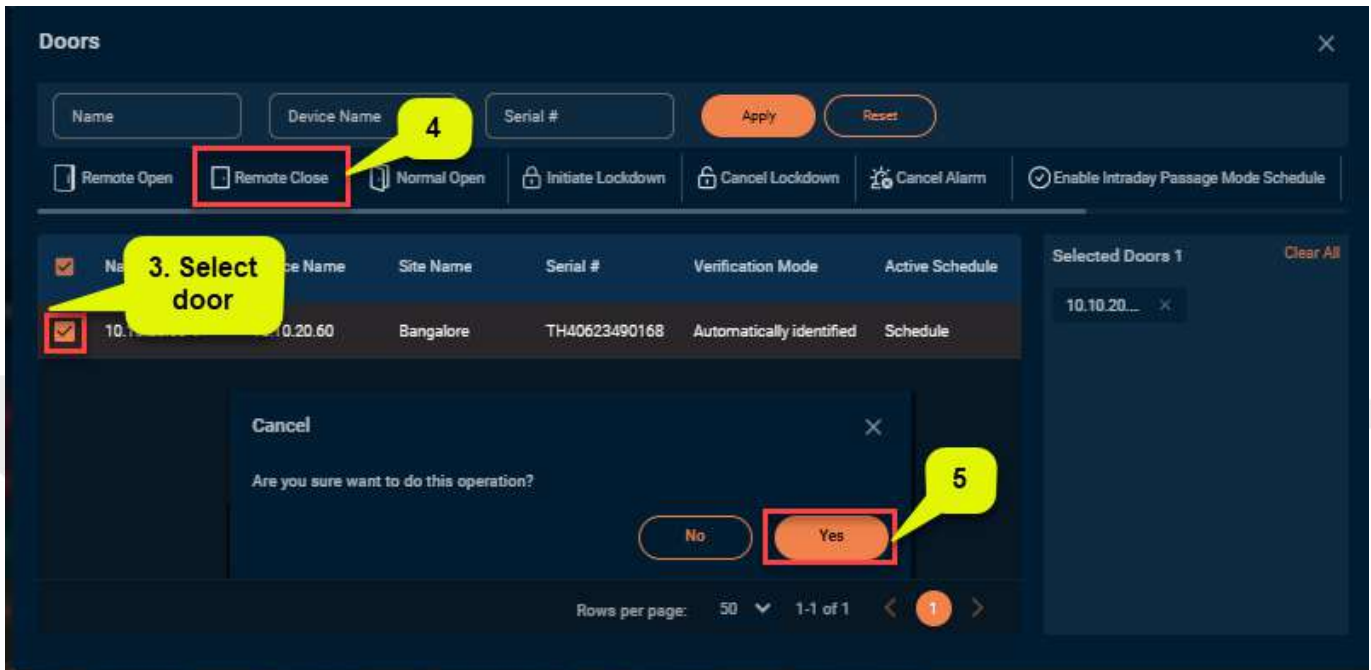 Doors
Name Device Name Serial # Apply Reset
4
Remote Open Remote Close Normal Open Initiate Lockdown Cancel Lockdown Cancel Alarm Enable Intraday Passage Mode Schedule
3. Select
door
Site Name Serial # Verification Mode Active Schedule
0.20.60 Bangalore TH40623490168 Automatically identified Schedule
Selected Doors 1 Clear All
10.10.20...
Cancel
Are you sure want to do this operation?
5
No Yes
Rows per page: 50 1-1 of 1 1